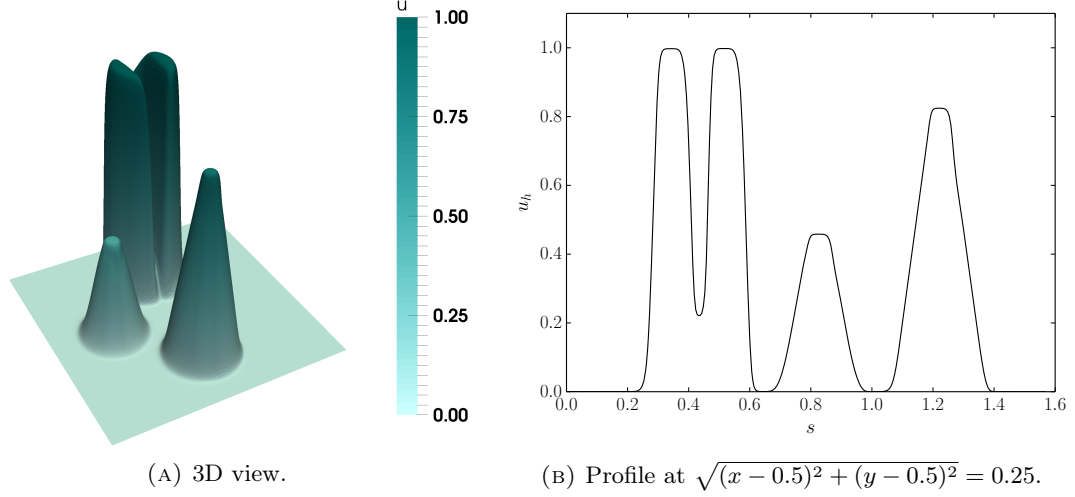 u
1.00
0.75
0.50
0.25
0.00
(A) 3D view.
u_h
1.0
0.8
0.6
0.4
0.2
0.0
0.0 0.2 0.4 0.6 0.8 1.0 1.2 1.4 1.6
s
(B) Profile at √(x − 0.5)² + (y − 0.5)² = 0.25.